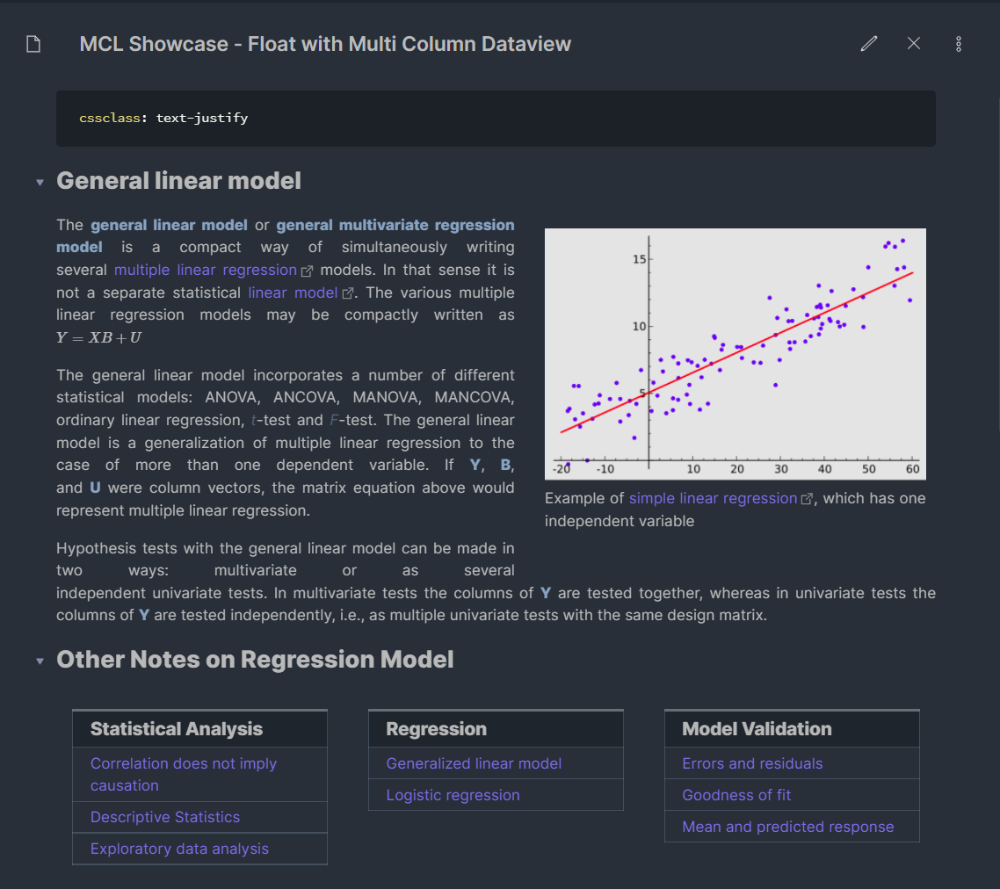 MCL Showcase - Float with Multi Column Dataview
cssclass: text-justify
General linear model
The general linear model or general multivariate regression
model is a compact way of simultaneously writing
several multiple linear regression models. In that sense it is
not a separate statistical linear model. The various multiple
linear regression models may be compactly written as
Y = XB + U
The general linear model incorporates a number of different
statistical models: ANOVA, ANCOVA, MANOVA, MANCOVA,
ordinary linear regression, t-test and F-test. The general linear
model is a generalization of multiple linear regression to the
case of more than one dependent variable. If Y, B,
and U were column vectors, the matrix equation above would
represent multiple linear regression.
15
10
5
-20 -10 10 20 30 40 50 60
Example of simple linear regression, which has one
independent variable
Hypothesis tests with the general linear model can be made in
two ways: multivariate or as several
independent univariate tests. In multivariate tests the columns of Y are tested together, whereas in univariate tests the
columns of Y are tested independently, i.e., as multiple univariate tests with the same design matrix.
Other Notes on Regression Model
Statistical Analysis
Correlation does not imply
causation
Descriptive Statistics
Exploratory data analysis
Regression
Generalized linear model
Logistic regression
Model Validation
Errors and residuals
Goodness of fit
Mean and predicted response